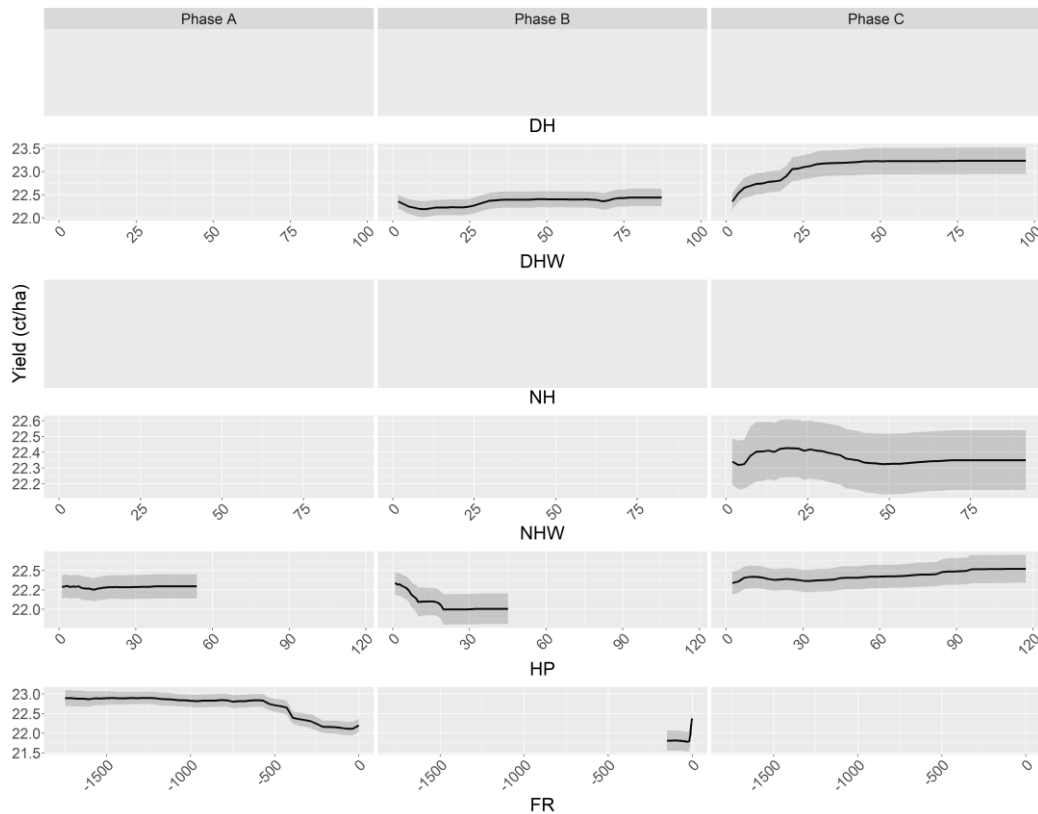 Phase A Phase B Phase C
DH
23.5
23.0
22.5
22.0
0 25 50 75 100 0 25 50 75 100 0 25 50 75 100
DHW
Yield (ct/ha)
NH
22.6
22.5
22.4
22.3
22.2
0 25 50 75 0 25 50 75 0 25 50 75
NHW
22.5
22.2
22.0
0 30 60 90 120 0 30 60 90 120 0 30 60 90 120
HP
23.0
22.5
22.0
21.5
-1500 -1000 -500 0 -1500 -1000 -500 0 -1500 -1000 -500 0
FR